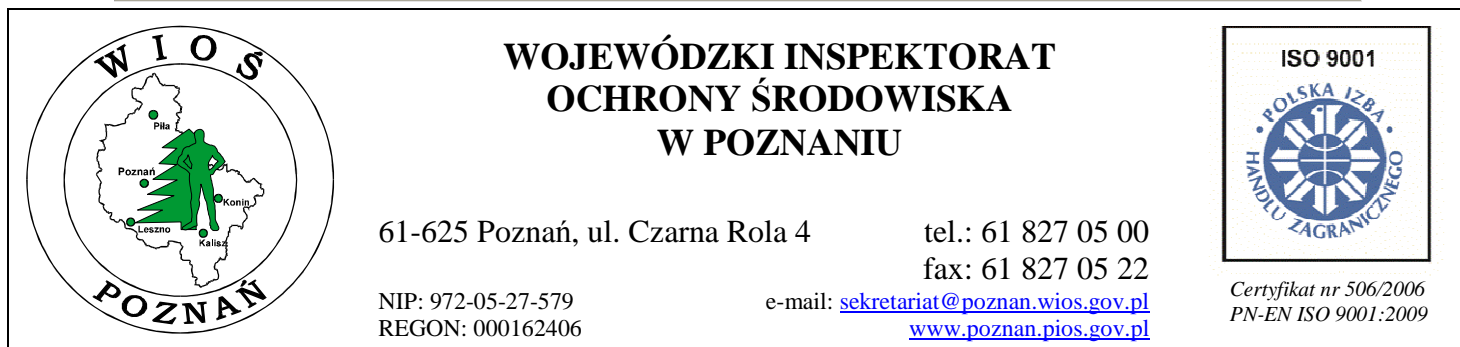 WIOŚ
Piła
Poznań
Konin
Leszno
Kalisz
POZNAŃ
WOJEWÓDZKI INSPEKTORAT
OCHRONY ŚRODOWISKA
W POZNANIU
61-625 Poznań, ul. Czarna Rola 4 tel.: 61 827 05 00
fax: 61 827 05 22
NIP: 972-05-27-579 e-mail: sekretariat@poznan.wios.gov.pl
REGON: 000162406 www.poznan.pios.gov.pl
ISO 9001
POLSKA IZBA
HANDLU ZAGRANICZNEGO
Certyfikat nr 506/2006
PN-EN ISO 9001:2009